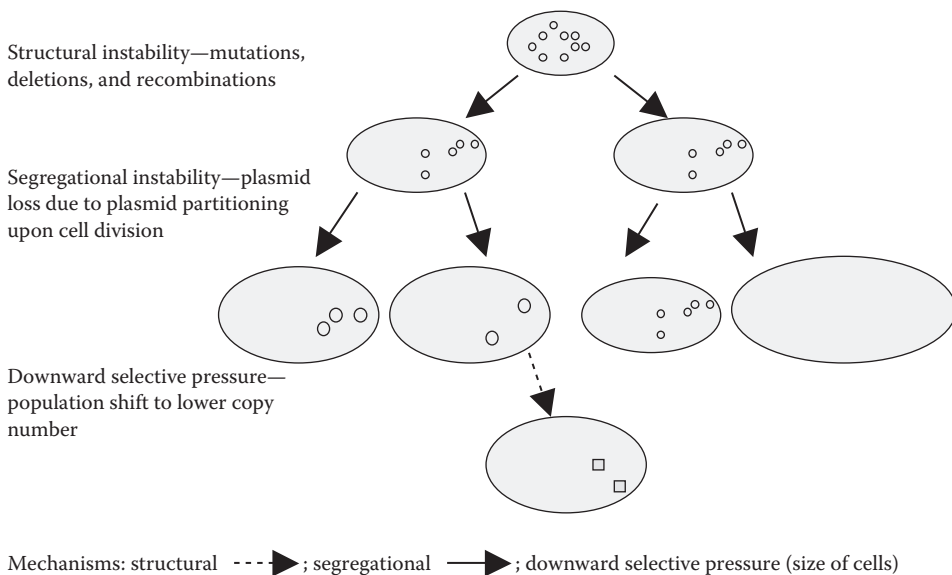 Structural instability—mutations,
deletions, and recombinations
Segregational instability—plasmid
loss due to plasmid partitioning
upon cell division
Downward selective pressure—
population shift to lower copy
number
Mechanisms: structural ; segregational ; downward selective pressure (size of cells)